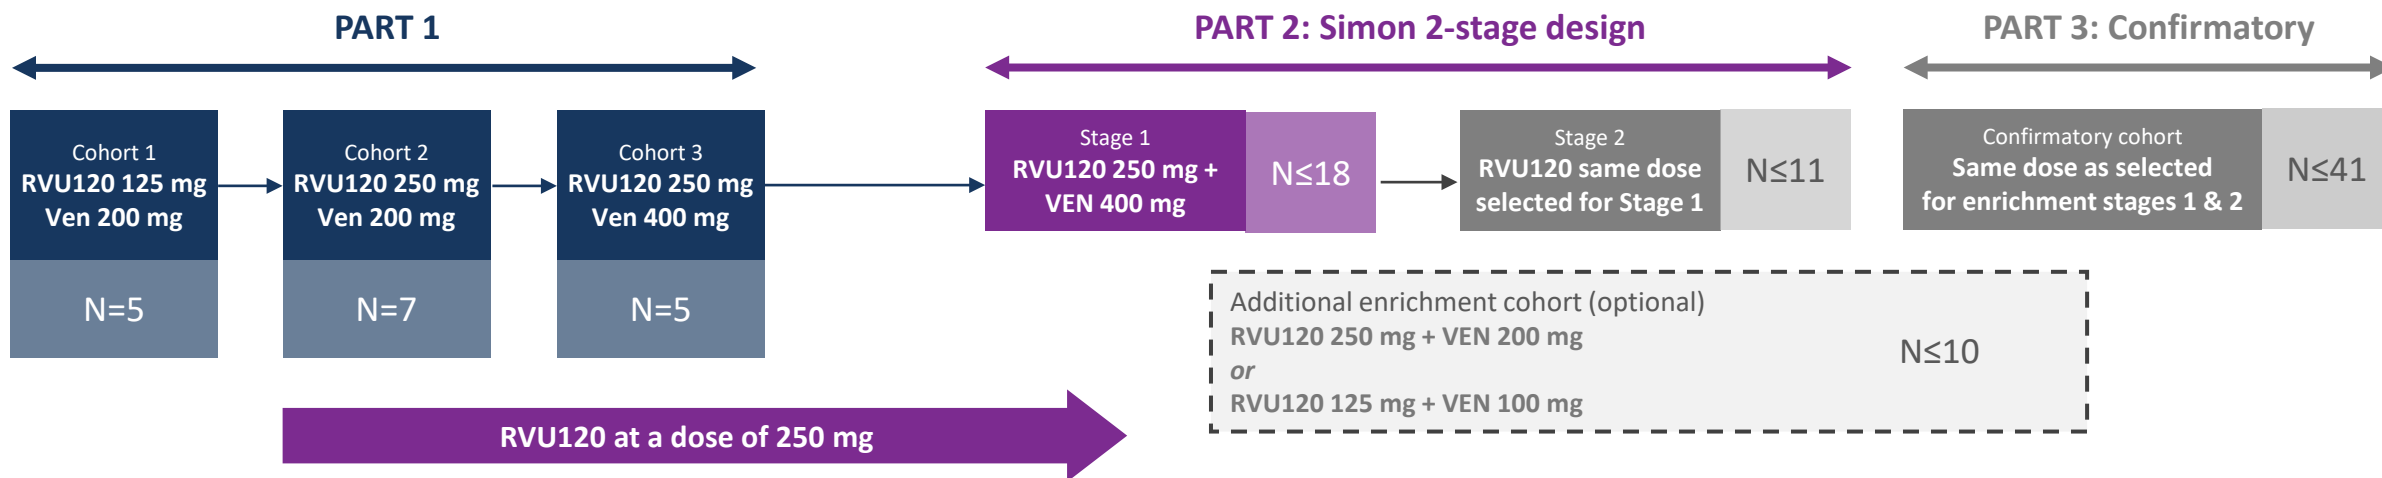 PART 1
Cohort 1
RVU120 125 mg
Ven 200 mg
N=5
Cohort 2
RVU120 250 mg
Ven 200 mg
N=7
Cohort 3
RVU120 250 mg
Ven 400 mg
N=5
RVU120 at a dose of 250 mg
PART 2: Simon 2-stage design
Stage 1
RVU120 250 mg +
VEN 400 mg
N≤18
Stage 2
RVU120 same dose
selected for Stage 1
N≤11
Additional enrichment cohort (optional)
RVU120 250 mg + VEN 200 mg
or
RVU120 125 mg + VEN 100 mg
N≤10
PART 3: Confirmatory
Confirmatory cohort
Same dose as selected
for enrichment stages 1 & 2
N≤41